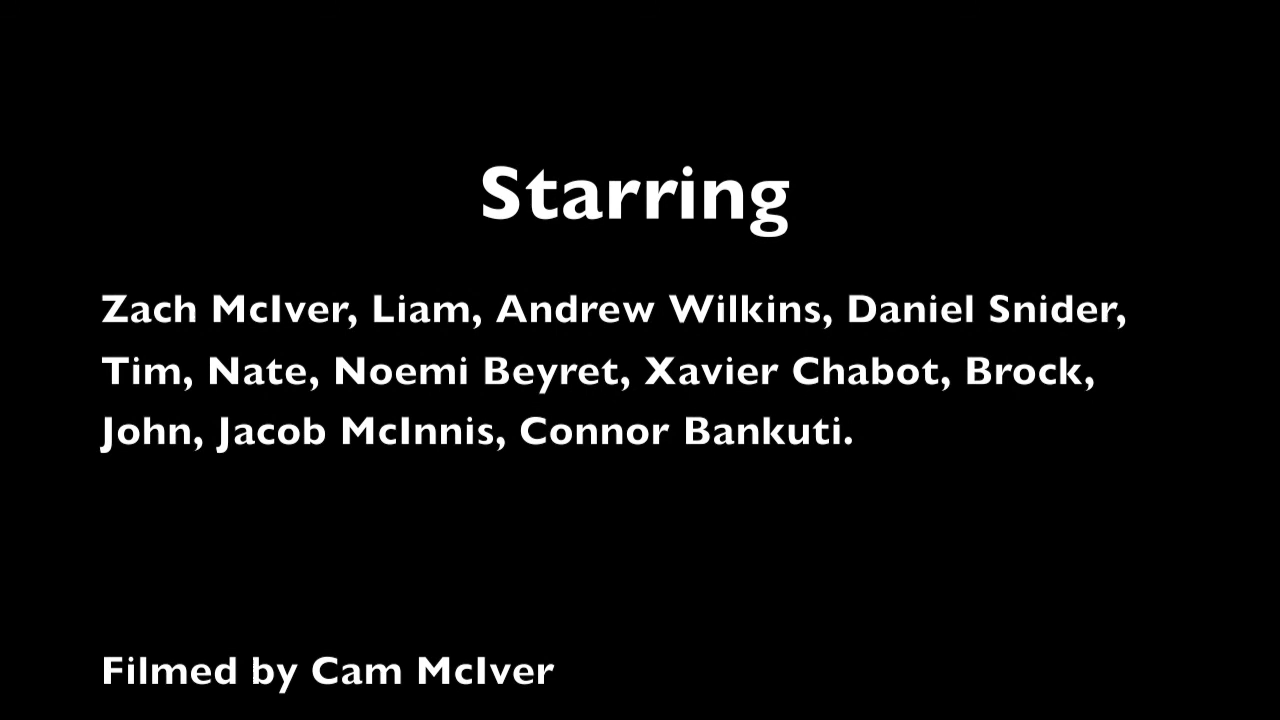 Starring
Zach McIver, Liam, Andrew Wilkins, Daniel Snider,
Tim, Nate, Noemi Beyret, Xavier Chabot, Brock,
John, Jacob McInnis, Connor Bankuti.
Filmed by Cam McIver